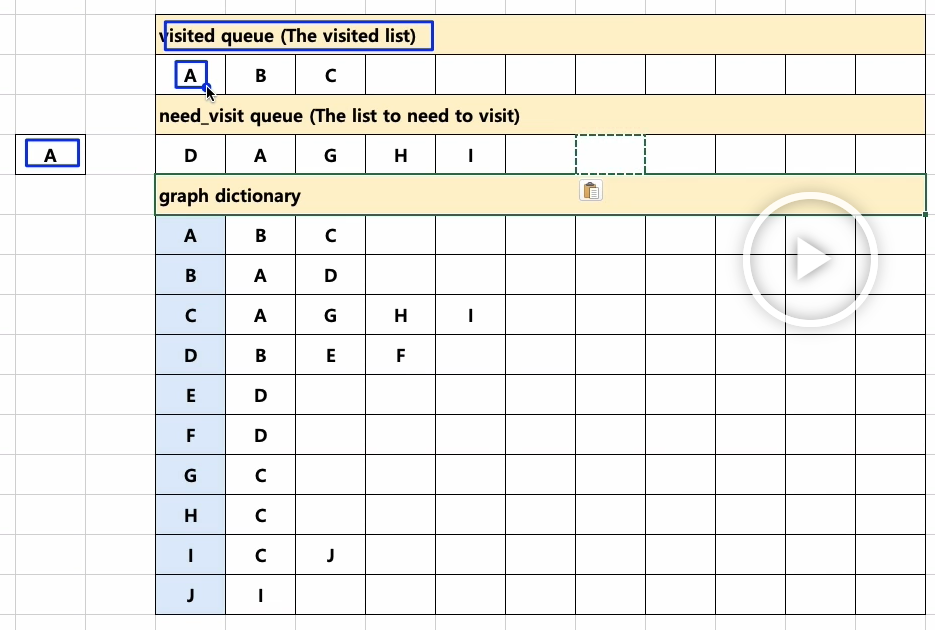 visited queue (The visited list)
A B C
need_visit queue (The list to need to visit)
A D A G H I
graph dictionary
A B C
B A D
C A G H I
D B E F
E D
F D
G C
H C
I C J
J I